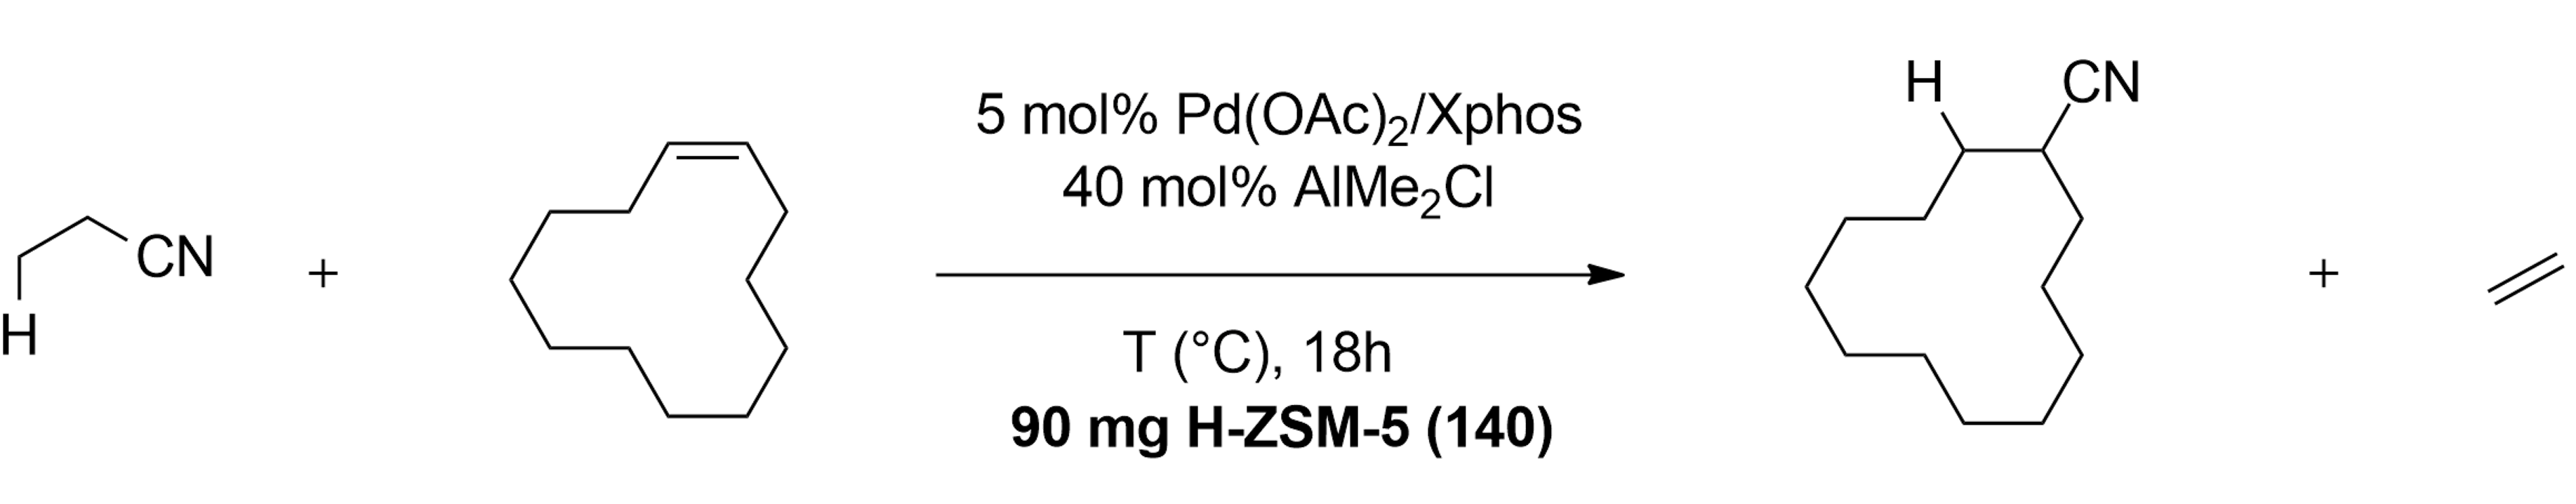 H
CN
+
5 mol% Pd(OAc)₂/Xphos
40 mol% AlMe₂Cl
T (°C), 18h
90 mg H-ZSM-5 (140)
H
CN
+